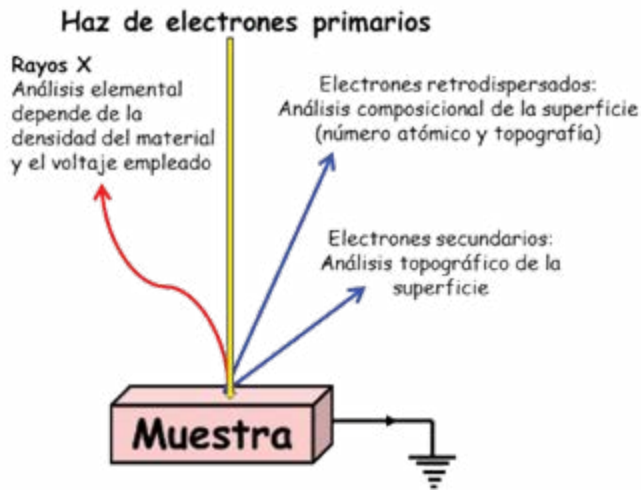 Haz de electrones primarios
Rayos X
Análisis elemental
depende de la
densidad del material
y el voltaje empleado
Electrones retrodispersados:
Análisis composicional de la superficie
(número atómico y topografía)
Electrones secundarios:
Análisis topográfico de la
superficie
Muestra